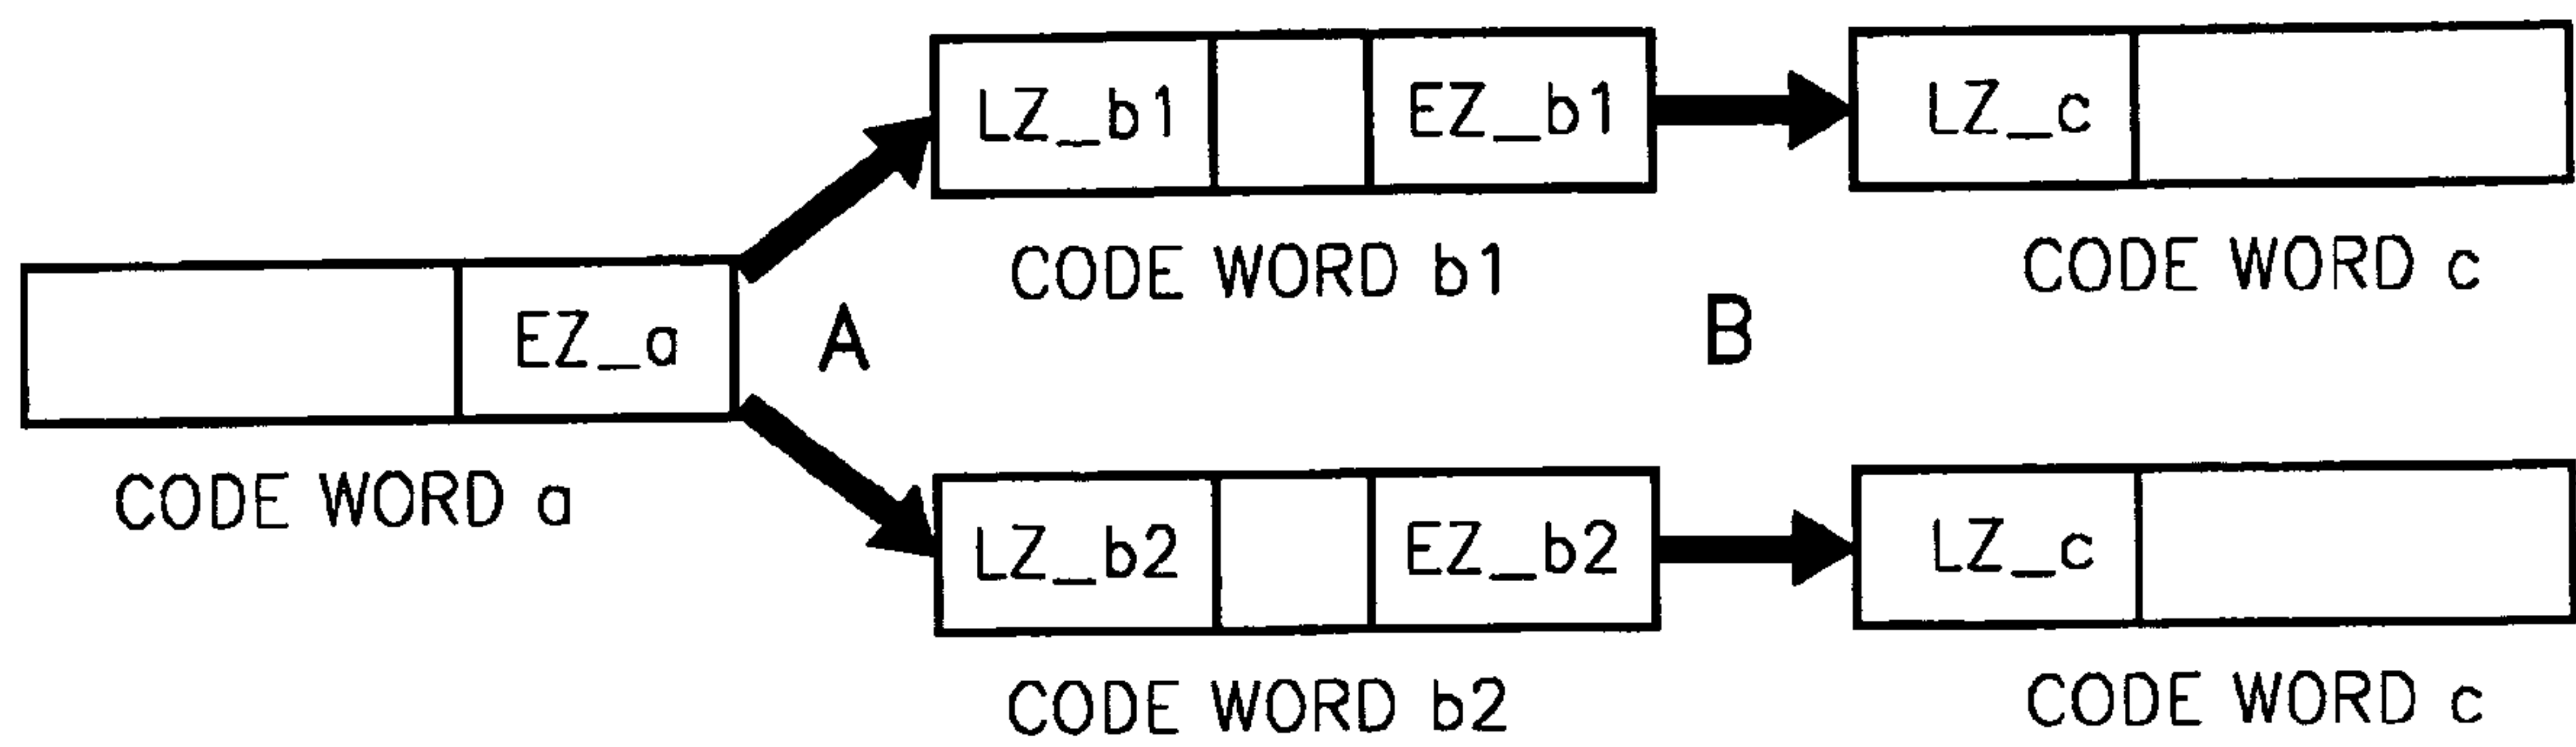 LZ_b1 EZ_b1 LZ_c
CODE WORD b1 CODE WORD c
EZ_a A B
CODE WORD a
LZ_b2 EZ_b2 LZ_c
CODE WORD b2 CODE WORD c